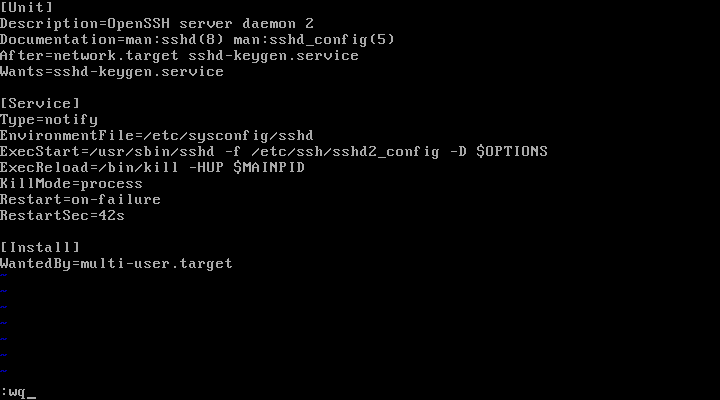 [Unit]
Description=OpenSSH server daemon 2
Documentation=man:sshd(8) man:sshd_config(5)
After=network.target sshd-keygen.service
Wants=sshd-keygen.service

[Service]
Type=notify
EnvironmentFile=/etc/sysconfig/sshd
ExecStart=/usr/sbin/sshd -f /etc/ssh/sshd2_config -D $OPTIONS
ExecReload=/bin/kill -HUP $MAINPID
KillMode=process
Restart=on-failure
RestartSec=42s

[Install]
WantedBy=multi-user.target
~
~
~
~
~
~
~
:wq_